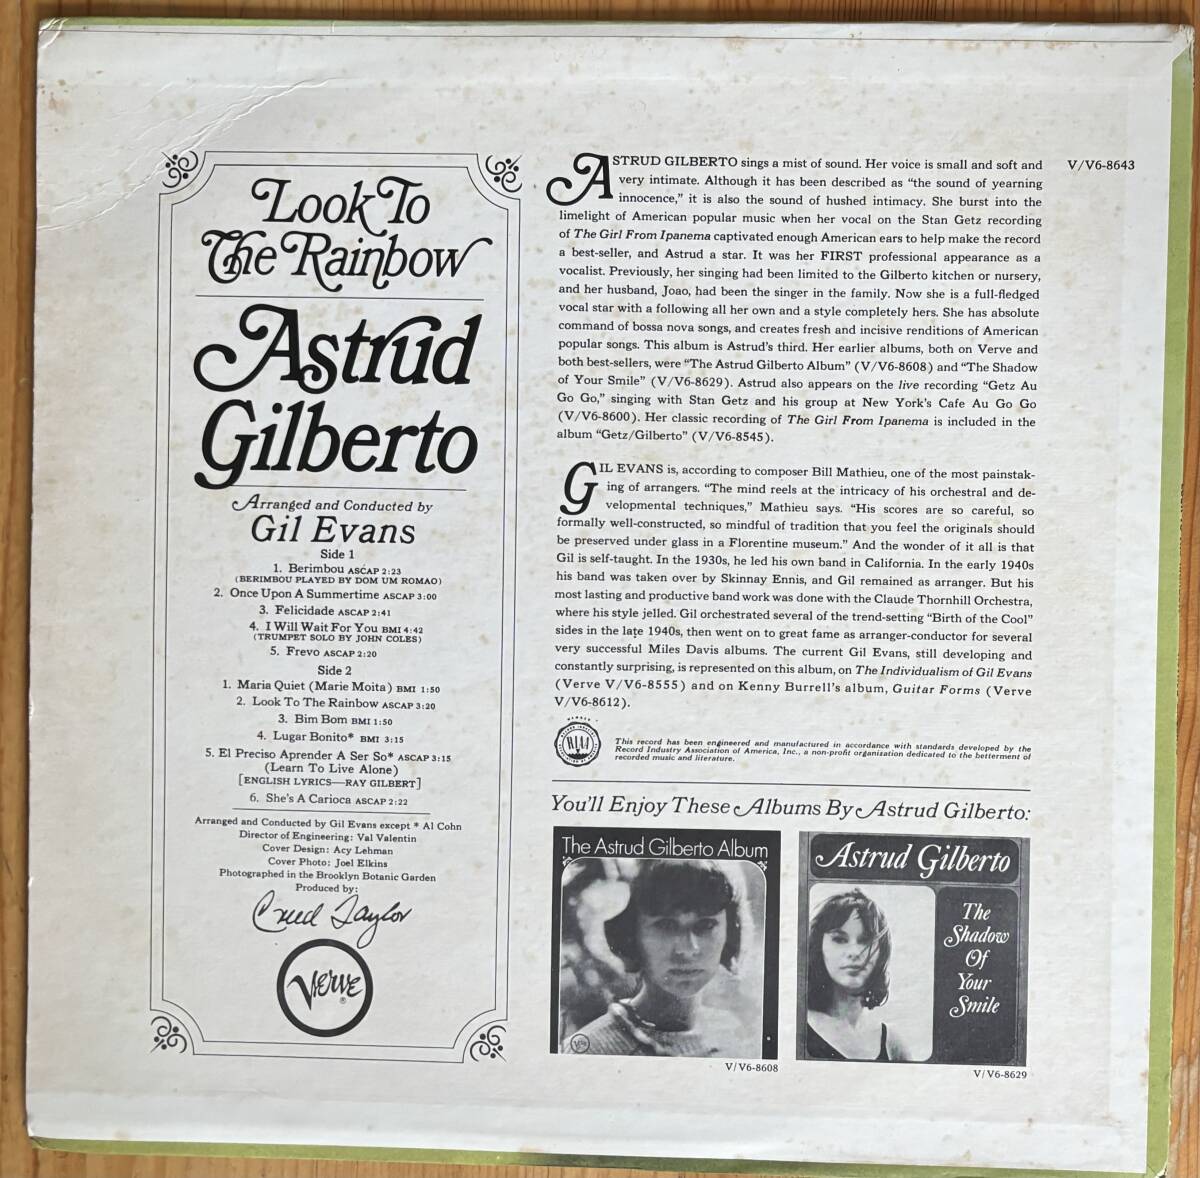 Look To
The Rainbow
Astrud
Gilberto
Arranged and Conducted by
Gil Evans
Side 1
1. Berimbou ASCAP 2:23
(BERIMBOU PLAYED BY DOM UM ROMAO)
2. Once Upon A Summertime ASCAP 3:00
3. Felicidade ASCAP 2:41
4. I Will Wait For You BMI 4:42
(TRUMPET SOLO BY JOHN COLES)
5. Frevo ASCAP 2:20
Side 2
1. Maria Quiet (Marie Moita) BMI 1:50
2. Look To The Rainbow ASCAP 3:20
3. Bim Bom BMI 1:50
4. Lugar Bonito* BMI 3:15
5. El Preciso Aprender A Ser So* ASCAP 3:15
(Learn To Live Alone)
[ENGLISH LYRICS—RAY GILBERT]
6. She's A Carioca ASCAP 2:22
Arranged and Conducted by Gil Evans except * Al Cohn
Director of Engineering: Val Valentin
Cover Design: Acy Lehman
Cover Photo: Joel Elkins
Photographed in the Brooklyn Botanic Garden
Produced by:
Creed Taylor
Verve
®
V/V6-8643
ASTRUD GILBERTO sings a mist of sound. Her voice is small and soft and
very intimate. Although it has been described as “the sound of yearning
innocence,” it is also the sound of hushed intimacy. She burst into the
limelight of American popular music when her vocal on the Stan Getz recording
of The Girl From Ipanema captivated enough American ears to help make the record
a best-seller, and Astrud a star. It was her FIRST professional appearance as a
vocalist. Previously, her singing had been limited to the Gilberto kitchen or nursery,
and her husband, Joao, had been the singer in the family. Now she is a full-fledged
vocal star with a following all her own and a style completely hers. She has absolute
command of bossa nova songs, and creates fresh and incisive renditions of American
popular songs. This album is Astrud's third. Her earlier albums, both on Verve and
both best-sellers, were “The Astrud Gilberto Album” (V/V6-8608) and “The Shadow
of Your Smile” (V/V6-8629). Astrud also appears on the live recording “Getz Au
Go Go,” singing with Stan Getz and his group at New York's Cafe Au Go Go
(V/V6-8600). Her classic recording of The Girl From Ipanema is included in the
album “Getz/Gilberto” (V/V6-8545).
GIL EVANS is, according to composer Bill Mathieu, one of the most painstak-
ing of arrangers. “The mind reels at the intricacy of his orchestral and de-
velopmental techniques,” Mathieu says. “His scores are so careful, so
formally well-constructed, so mindful of tradition that you feel the originals should
be preserved under glass in a Florentine museum.” And the wonder of it all is that
Gil is self-taught. In the 1930s, he led his own band in California. In the early 1940s
his band was taken over by Skinnay Ennis, and Gil remained as arranger. But his
most lasting and productive band work was done with the Claude Thornhill Orchestra,
where his style jelled. Gil orchestrated several of the trend-setting “Birth of the Cool”
sides in the late 1940s, then went on to great fame as arranger-conductor for several
very successful Miles Davis albums. The current Gil Evans, still developing and
constantly surprising, is represented on this album, on The Individualism of Gil Evans
(Verve V/V6-8555) and on Kenny Burrell's album, Guitar Forms (Verve
V/V6-8612).
MEMBER
RIAA
This record has been engineered and manufactured in accordance with standards developed by the
Record Industry Association of America, Inc., a non-profit organization dedicated to the betterment of
recorded music and literature.
You'll Enjoy These Albums By Astrud Gilberto:
The Astrud Gilberto Album
V/V6-8608
Astrud Gilberto
The
Shadow
Of
Your
Smile
V/V6-8629